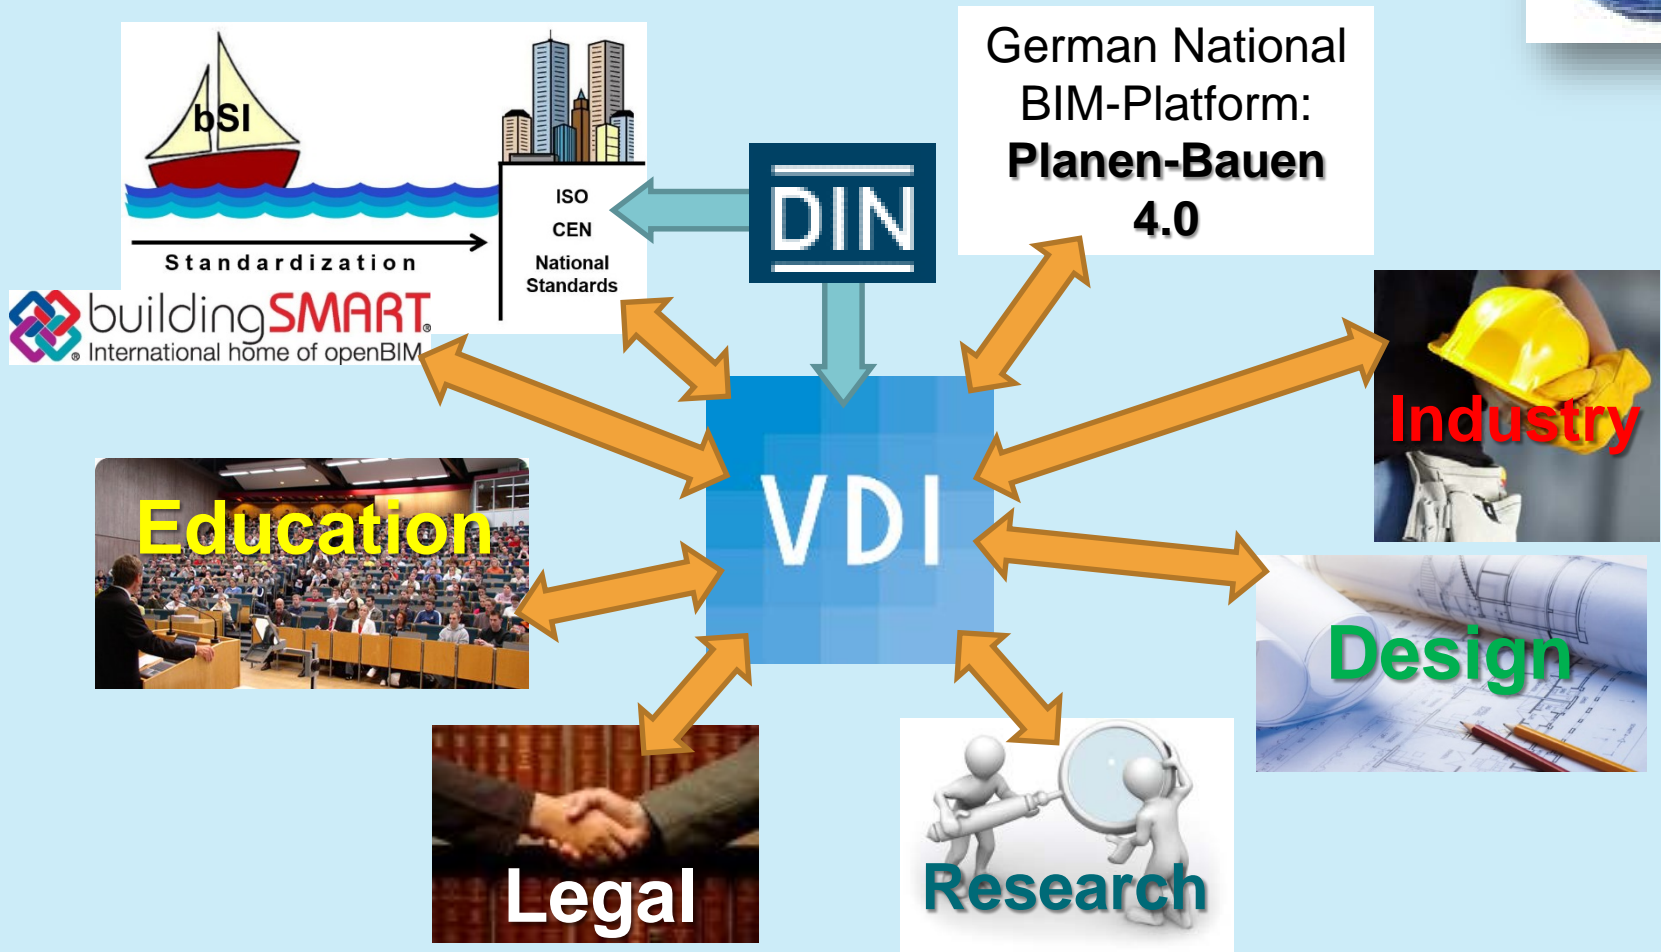 bSI
ISO
CEN
National
Standards
Standardization
buildingSMART®
® International home of openBIM
DIN
German National
BIM-Platform:
Planen-Bauen
4.0
Industry
Education
VDI
Design
Legal
Research